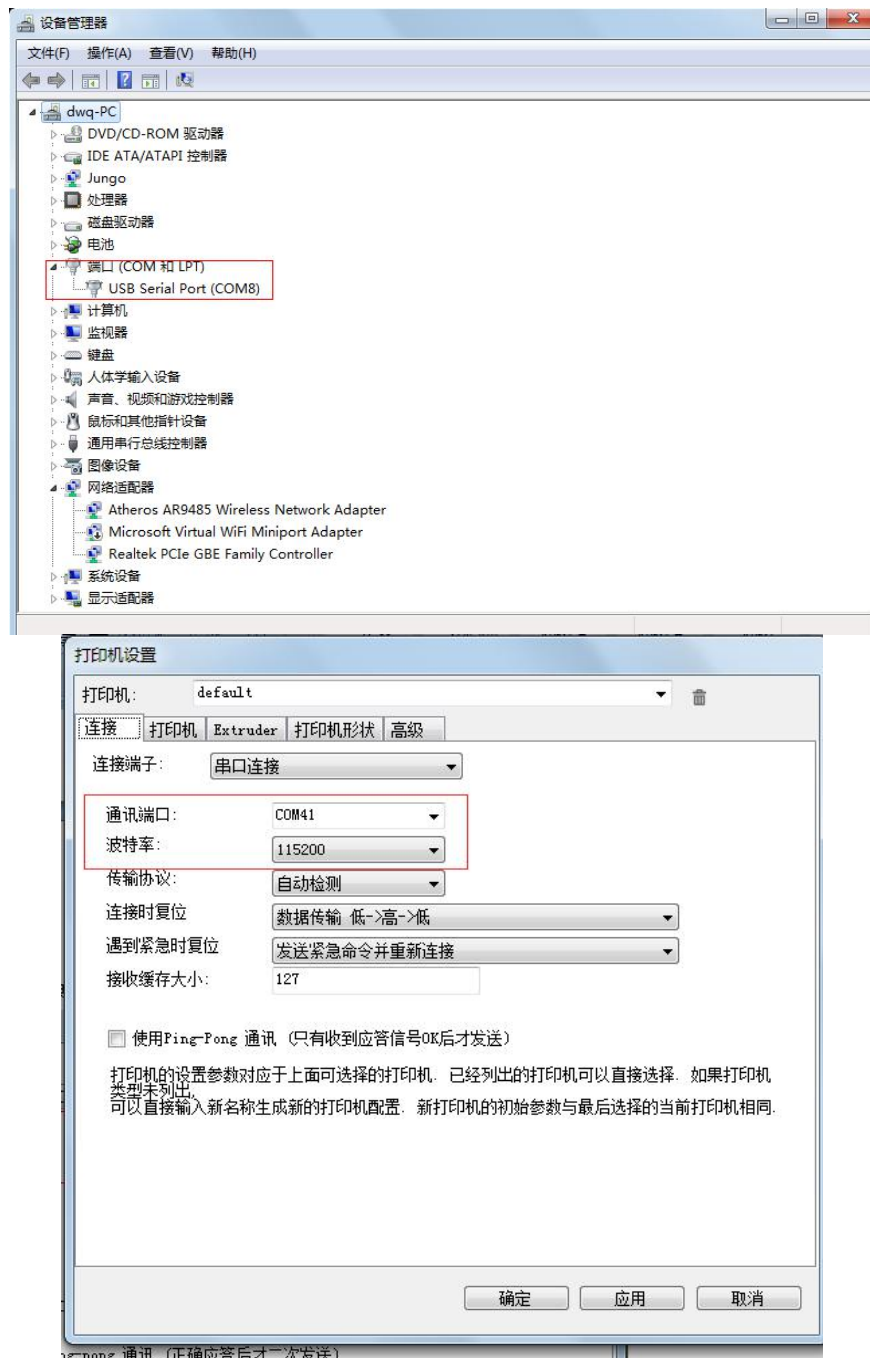 设备管理器
文件(F) 操作(A) 查看(V) 帮助(H)
dwq-PC
DVD/CD-ROM 驱动器
IDE ATA/ATAPI 控制器
Jungo
处理器
磁盘驱动器
电池
端口 (COM 和 LPT)
USB Serial Port (COM8)
计算机
监视器
键盘
人体学输入设备
声音、视频和游戏控制器
鼠标和其他指针设备
通用串行总线控制器
图像设备
网络适配器
Atheros AR9485 Wireless Network Adapter
Microsoft Virtual WiFi Miniport Adapter
Realtek PCIe GBE Family Controller
系统设备
显示适配器
打印机设置
打印机: default
连接 打印机 Extruder 打印机形状 高级
连接端子: 串口连接
通讯端口: COM41
波特率: 115200
传输协议: 自动检测
连接时复位 数据传输 低->高->低
遇到紧急时复位 发送紧急命令并重新连接
接收缓存大小: 127
使用Ping-Pong 通讯 (只有收到应答信号OK后才发送)
打印机的设置参数对应于上面可选择的打印机. 已经列出的打印机可以直接选择. 如果打印机
类型未列出,
可以直接输入新名称生成新的打印机配置. 新打印机的初始参数与最后选择的当前打印机相同.
确定 应用 取消
通讯 (正确应答后才二次发送)